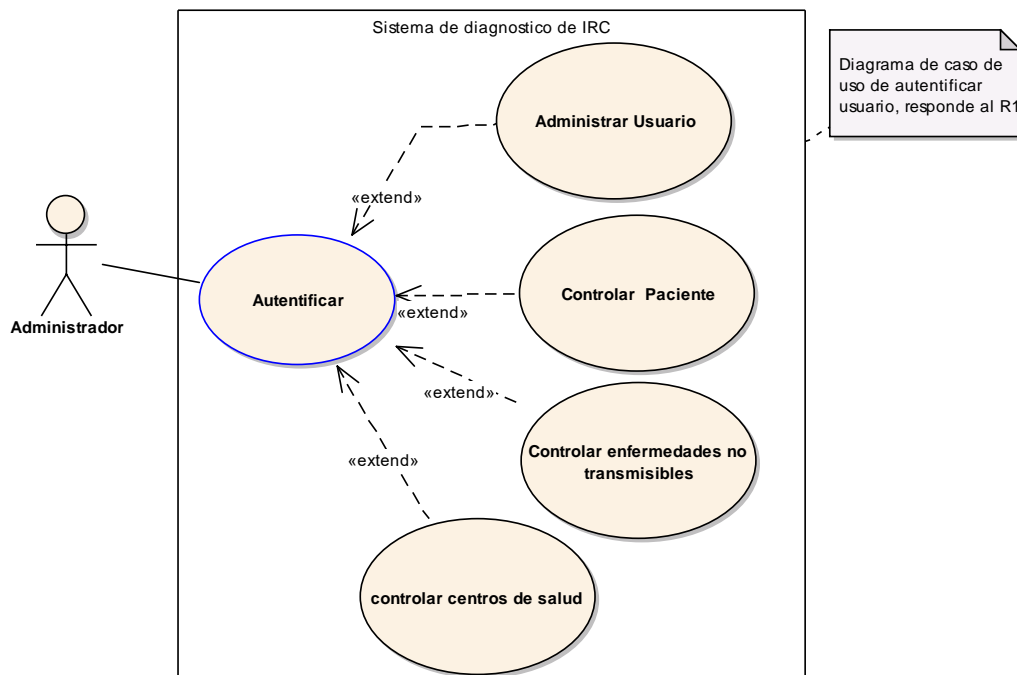 Sistema de diagnostico de IRC
Diagrama de caso de
uso de autentificar
usuario, responde al R1
Administrar Usuario
«extend»
Autentificar
Controlar Paciente
«extend»
Administrador
«extend»
Controlar enfermedades no
transmisibles
«extend»
controlar centros de salud